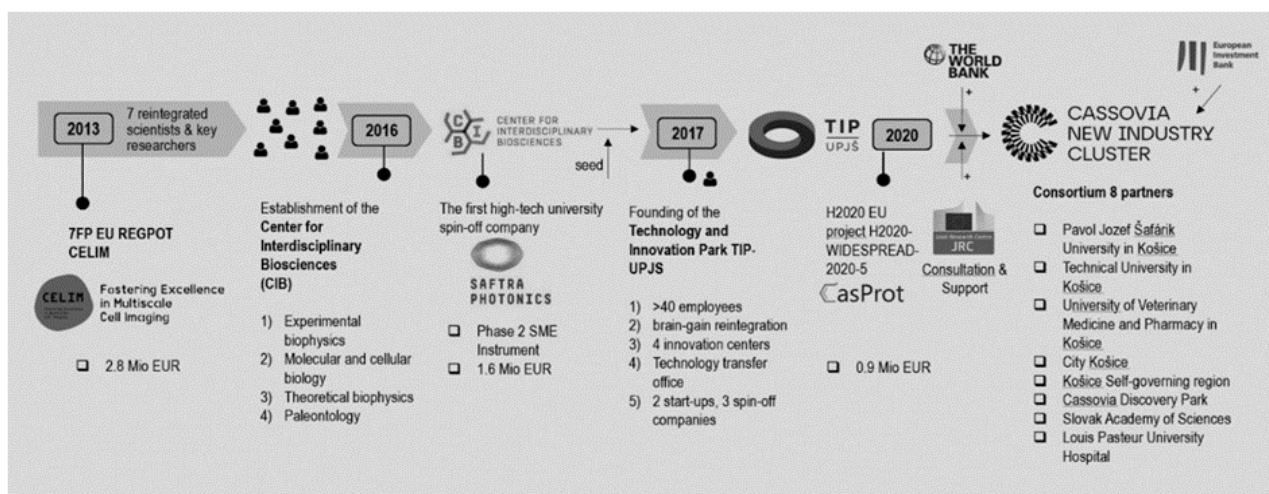 THE
WORLD
BANK
European
Investment
Bank
2013
7 reintegrated
scientists & key
researchers
2016
C I B
CENTER FOR
INTERDISCIPLINARY
BIOSCIENCES
seed
2017
TIP
UPJŠ
2020
CASSOVIA
NEW INDUSTRY
CLUSTER
7FP EU REGPOT
CELIM
CELIM
Fostering Excellence
in Multiscale
Cell Imaging
2.8 Mio EUR
Establishment of the
Center for
Interdisciplinary
Biosciences
(CIB)
1) Experimental
biophysics
2) Molecular and cellular
biology
3) Theoretical biophysics
4) Paleontology
The first high-tech university
spin-off company
SAFTRA
PHOTONICS
Phase 2 SME
Instrument
1.6 Mio EUR
Founding of the
Technology and
Innovation Park TIP-
UPJS
1) >40 employees
2) brain-gain reintegration
3) 4 innovation centers
4) Technology transfer
office
5) 2 start-ups, 3 spin-off
companies
H2020 EU
project H2020-
WIDESPREAD-
2020-5
CasProt
0.9 Mio EUR
JRC
Consultation &
Support
Consortium 8 partners
Pavol Jozef Šafárik
University in Košice
Technical University in
Košice
University of Veterinary
Medicine and Pharmacy in
Košice
City Košice
Košice Self-governing region
Cassovia Discovery Park
Slovak Academy of Sciences
Louis Pasteur University
Hospital